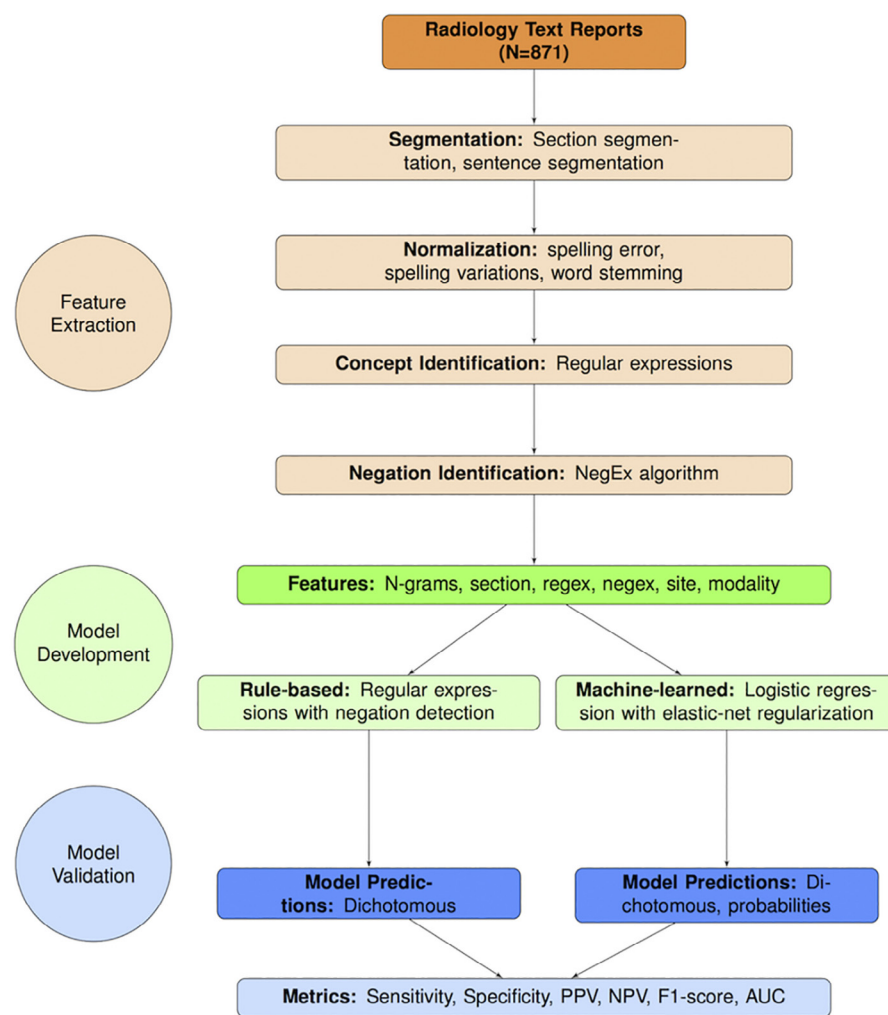 Radiology Text Reports
(N=871)
Segmentation: Section segmen-
tation, sentence segmentation
Normalization: spelling error,
spelling variations, word stemming
Feature
Extraction
Concept Identification: Regular expressions
Negation Identification: NegEx algorithm
Features: N-grams, section, regex, negex, site, modality
Model
Development
Rule-based: Regular expres-
sions with negation detection
Machine-learned: Logistic regres-
sion with elastic-net regularization
Model
Validation
Model Predic-
tions: Dichotomous
Model Predictions: Di-
chotomous, probabilities
Metrics: Sensitivity, Specificity, PPV, NPV, F1-score, AUC